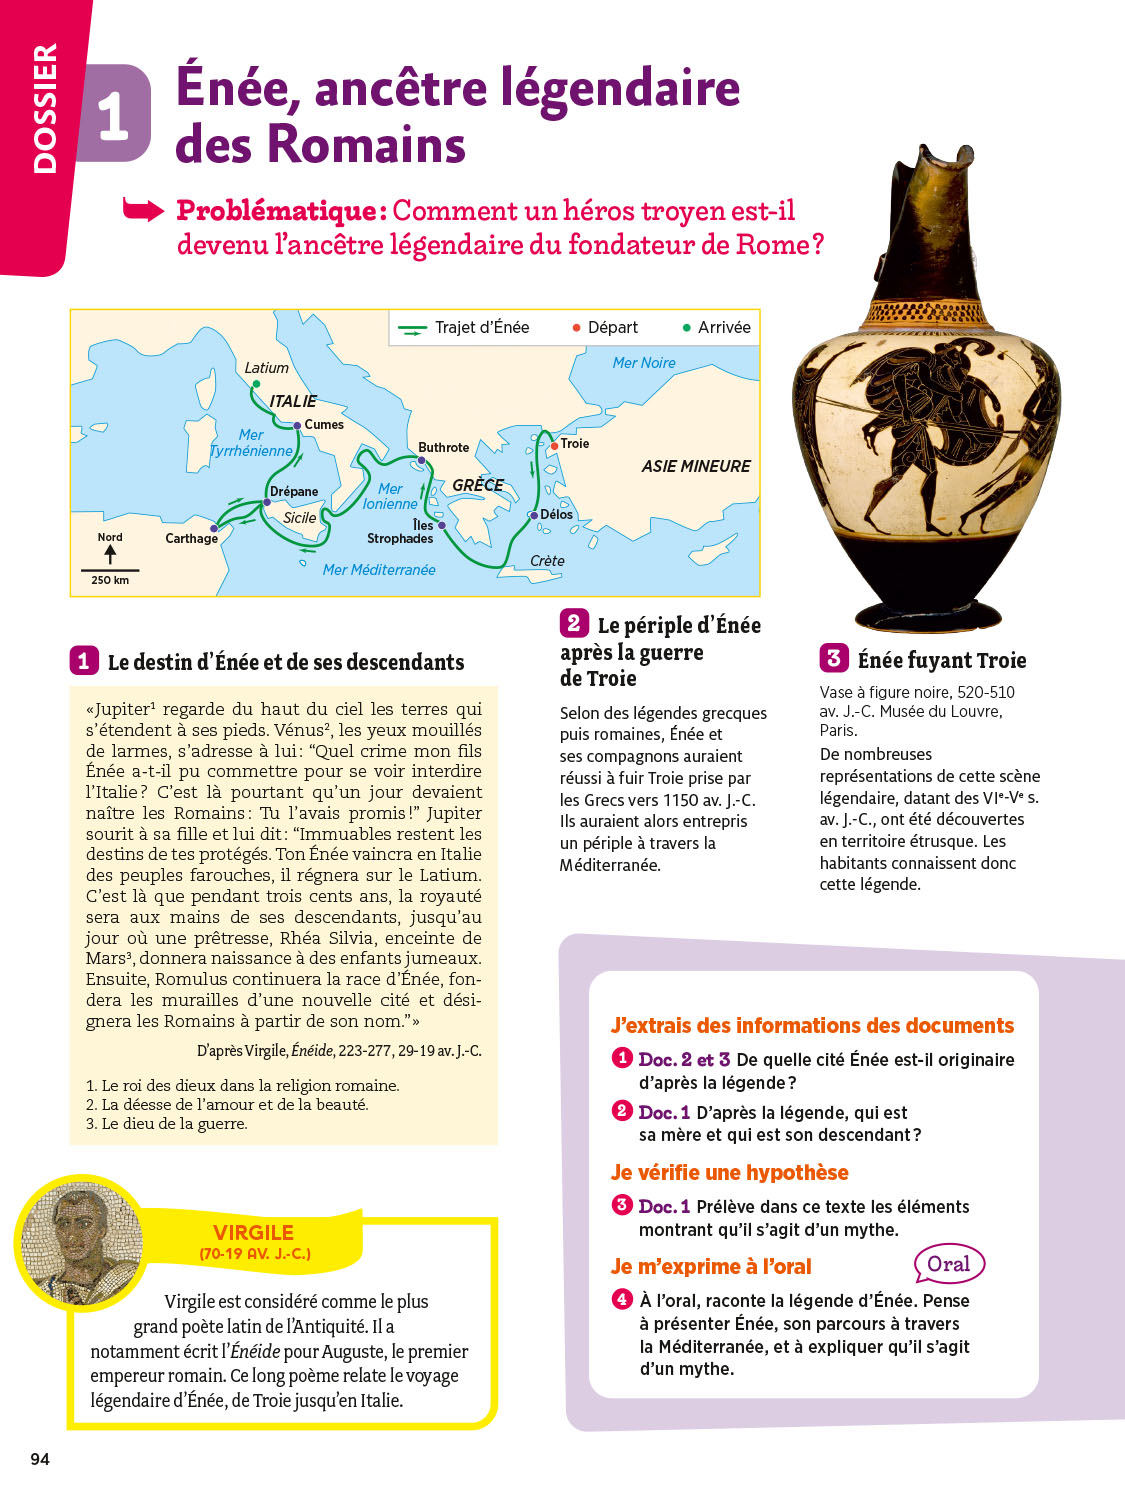 DOSSIER
1
Énée, ancêtre légendaire
des Romains
Problématique : Comment un héros troyen est-il
devenu l’ancêtre légendaire du fondateur de Rome ?
Trajet d’Énée
Départ
Arrivée
Mer Noire
Latium
ITALIE
Cumes
Mer
Tyrrhénienne
Buthrote
Troie
ASIE MINEURE
GRÈCE
Drépane
Mer
Ionienne
Sicile
Délos
Îles
Strophades
Carthage
Nord
250 km
Mer Méditerranée
Crète
1 Le destin d’Énée et de ses descendants
«Jupiter¹ regarde du haut du ciel les terres qui
s’étendent à ses pieds. Vénus², les yeux mouillés
de larmes, s’adresse à lui : “Quel crime mon fils
Énée a-t-il pu commettre pour se voir interdire
l’Italie ? C’est là pourtant qu’un jour devaient
naître les Romains : Tu l’avais promis !” Jupiter
sourit à sa fille et lui dit : “Immuables restent les
destins de tes protégés. Ton Énée vaincra en Italie
des peuples farouches, il régnera sur le Latium.
C’est là que pendant trois cents ans, la royauté
sera aux mains de ses descendants, jusqu’au
jour où une prêtresse, Rhéa Silvia, enceinte de
Mars³, donnera naissance à des enfants jumeaux.
Ensuite, Romulus continuera la race d’Énée, fon-
dera les murailles d’une nouvelle cité et dési-
gnera les Romains à partir de son nom.”»
D’après Virgile, Énéide, 223-277, 29-19 av. J.-C.
1. Le roi des dieux dans la religion romaine.
2. La déesse de l’amour et de la beauté.
3. Le dieu de la guerre.
2 Le périple d’Énée
après la guerre
de Troie
Selon des légendes grecques
puis romaines, Énée et
ses compagnons auraient
réussi à fuir Troie prise par
les Grecs vers 1150 av. J.-C.
Ils auraient alors entrepris
un périple à travers la
Méditerranée.
3 Énée fuyant Troie
Vase à figure noire, 520-510
av. J.-C. Musée du Louvre,
Paris.
De nombreuses
représentations de cette scène
légendaire, datant des VIᵉ-Vᵉ s.
av. J.-C., ont été découvertes
en territoire étrusque. Les
habitants connaissent donc
cette légende.
VIRGILE
(70-19 AV. J.-C.)
Virgile est considéré comme le plus
grand poète latin de l’Antiquité. Il a
notamment écrit l’Énéide pour Auguste, le premier
empereur romain. Ce long poème relate le voyage
légendaire d’Énée, de Troie jusqu’en Italie.
J’extrais des informations des documents
1 Doc. 2 et 3 De quelle cité Énée est-il originaire
d’après la légende ?
2 Doc. 1 D’après la légende, qui est
sa mère et qui est son descendant ?
Je vérifie une hypothèse
3 Doc. 1 Prélève dans ce texte les éléments
montrant qu’il s’agit d’un mythe.
Je m’exprime à l’oral
Oral
4 À l’oral, raconte la légende d’Énée. Pense
à présenter Énée, son parcours à travers
la Méditerranée, et à expliquer qu’il s’agit
d’un mythe.
94